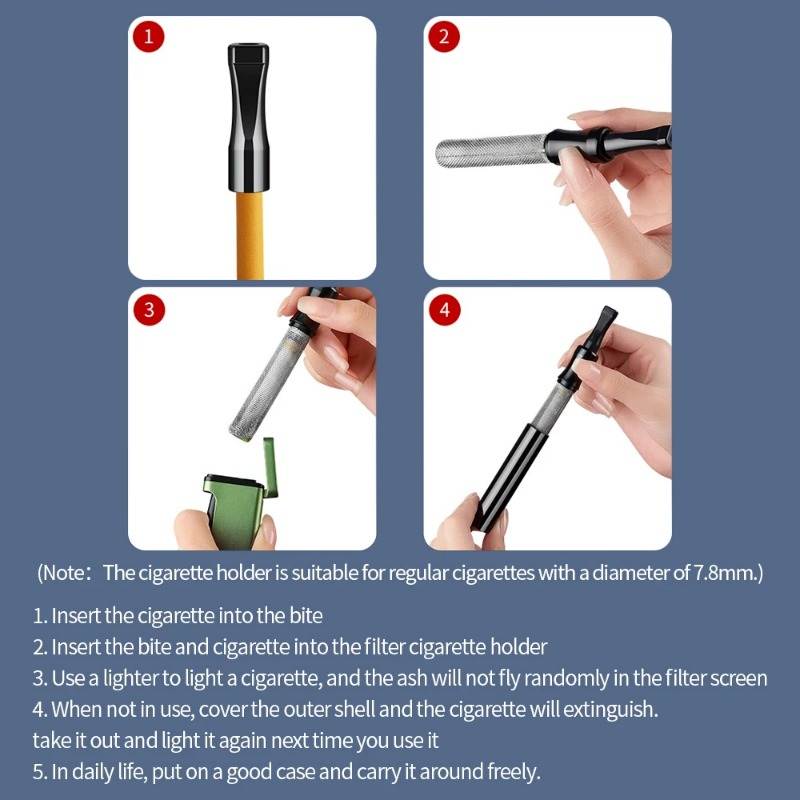 1
2
3
4
(Note：The cigarette holder is suitable for regular cigarettes with a diameter of 7.8mm.)
1. Insert the cigarette into the bite
2. Insert the bite and cigarette into the filter cigarette holder
3. Use a lighter to light a cigarette, and the ash will not fly randomly in the filter screen
4. When not in use, cover the outer shell and the cigarette will extinguish.
take it out and light it again next time you use it
5. In daily life, put on a good case and carry it around freely.